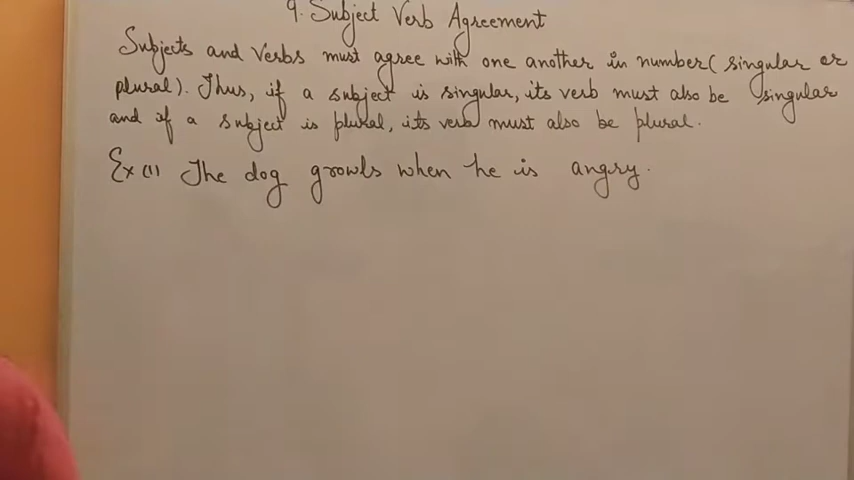 9. Subject Verb Agreement
Subjects and Verbs must agree with one another in number( singular or
plural). Thus, if a subject is singular, its verb must also be singular
and if a subject is plural, its verb must also be plural.
Ex (1) The dog growls when he is angry.